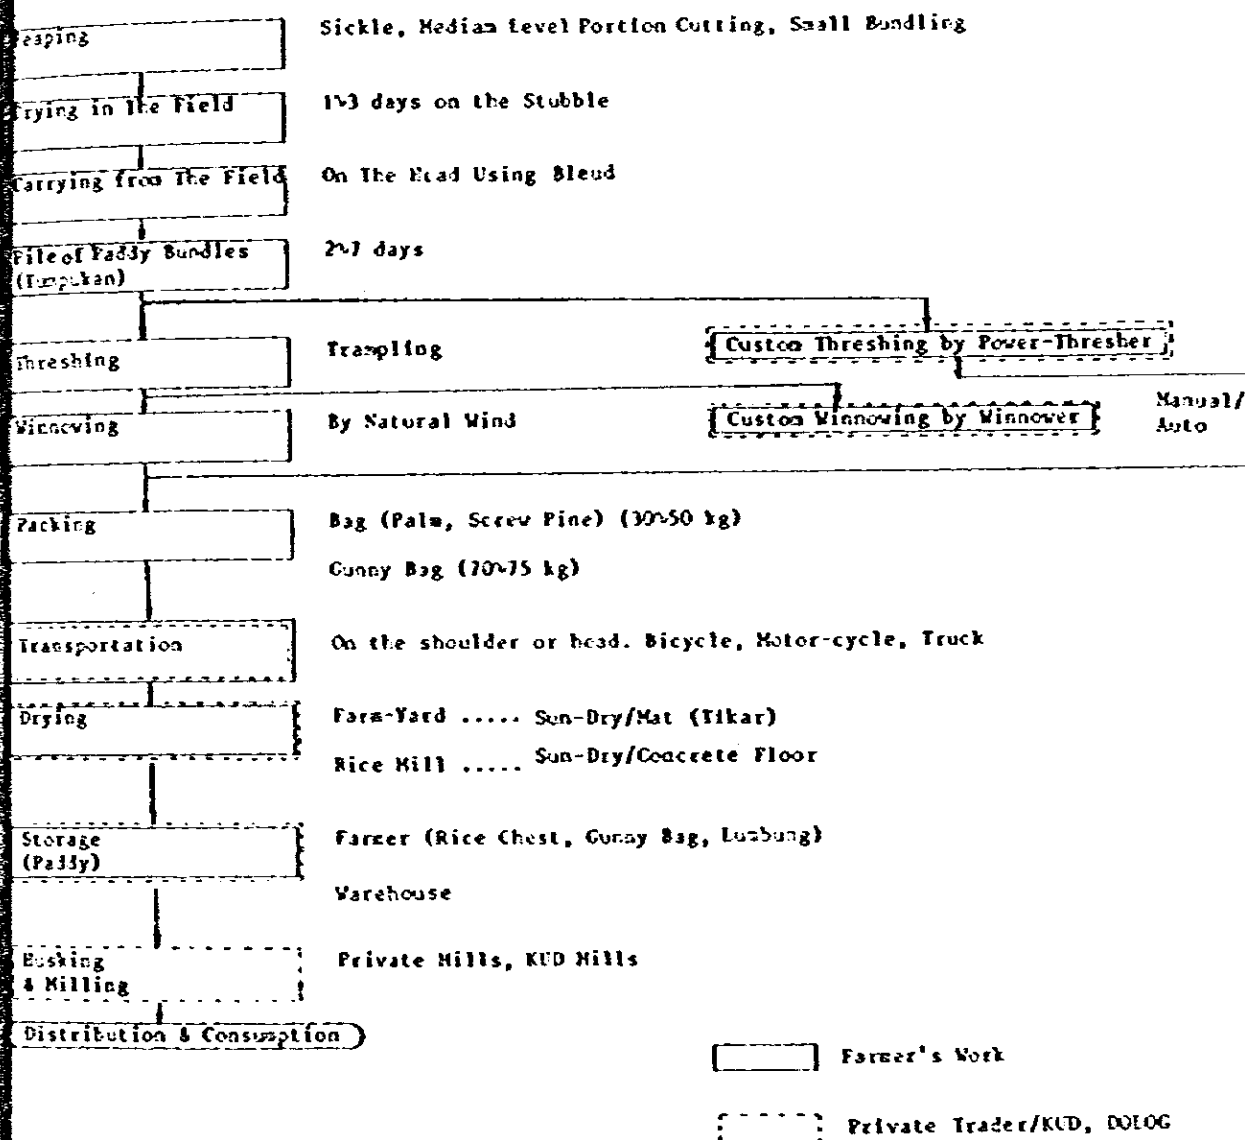 Reaping
Sickle, Median Level Portion Cutting, Small Bundling
Drying in The Field
1~3 days on the Stubble
Carrying from The Field
On The Head Using Bleud
Pile of Paddy Bundles
2~7 days
(Tumpukan)
Threshing
Trampling
Custom Threshing by Power-Thresher
Winnowing
By Natural Wind
Custom Winnowing by Winnower
Manual/
Auto
Packing
Bag (Palm, Screw Pine) (30~50 kg)
Gunny Bag (70~75 kg)
Transportation
On the shoulder or head. Bicycle, Motor-cycle, Truck
Drying
Farm-Yard ..... Sun-Dry/Mat (Tikar)
Rice Mill ..... Sun-Dry/Concrete Floor
Storage
(Paddy)
Farmer (Rice Chest, Gunny Bag, Lumbung)
Warehouse
Husking
& Milling
Private Mills, KUD Mills
Distribution & Consumption
Farmer's Work
Private Trader/KUD, DOLOG